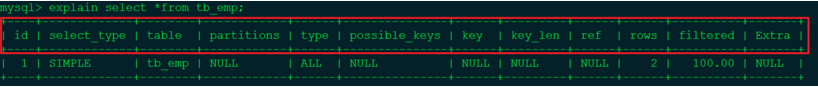 mysql> explain select *from tb_emp;
+----+-------------+--------+------------+------+---------------+------+---------+------+------+----------+-------+
| id | select_type | table | partitions | type | possible_keys | key | key_len | ref | rows | filtered | Extra |
+----+-------------+--------+------------+------+---------------+------+---------+------+------+----------+-------+
| 1 | SIMPLE | tb_emp | NULL | ALL | NULL | NULL | NULL | NULL | 2 | 100.00 | NULL |
+----+-------------+--------+------------+------+---------------+------+---------+------+------+----------+-------+